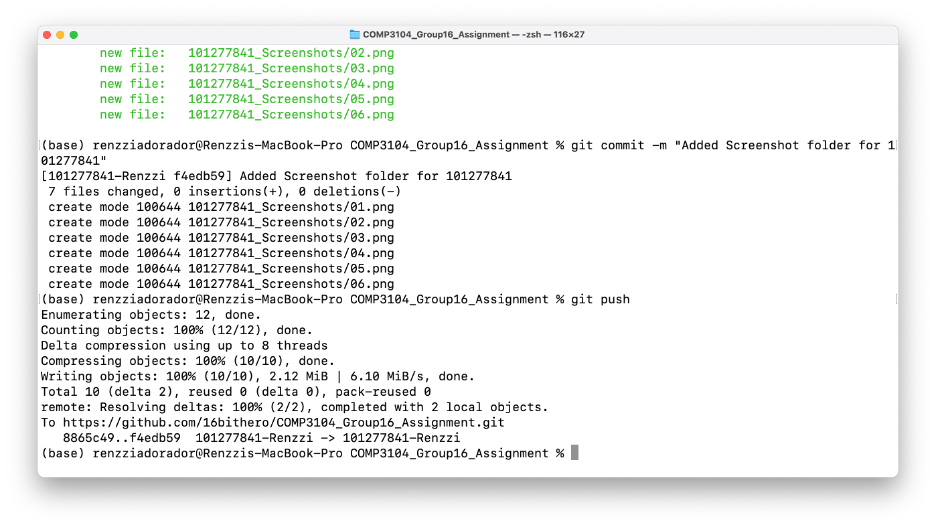 COMP3104_Group16_Assignment — -zsh — 116×27
new file:   101277841_Screenshots/02.png
new file:   101277841_Screenshots/03.png
new file:   101277841_Screenshots/04.png
new file:   101277841_Screenshots/05.png
new file:   101277841_Screenshots/06.png
(base) renzziadorador@Renzzis-MacBook-Pro COMP3104_Group16_Assignment % git commit -m "Added Screenshot folder for 1
01277841"
[101277841-Renzzi f4edb59] Added Screenshot folder for 101277841
 7 files changed, 0 insertions(+), 0 deletions(-)
 create mode 100644 101277841_Screenshots/01.png
 create mode 100644 101277841_Screenshots/02.png
 create mode 100644 101277841_Screenshots/03.png
 create mode 100644 101277841_Screenshots/04.png
 create mode 100644 101277841_Screenshots/05.png
 create mode 100644 101277841_Screenshots/06.png
(base) renzziadorador@Renzzis-MacBook-Pro COMP3104_Group16_Assignment % git push
Enumerating objects: 12, done.
Counting objects: 100% (12/12), done.
Delta compression using up to 8 threads
Compressing objects: 100% (10/10), done.
Writing objects: 100% (10/10), 2.12 MiB | 6.10 MiB/s, done.
Total 10 (delta 2), reused 0 (delta 0), pack-reused 0
remote: Resolving deltas: 100% (2/2), completed with 2 local objects.
To https://github.com/16bithero/COMP3104_Group16_Assignment.git
   8865c49..f4edb59  101277841-Renzzi -> 101277841-Renzzi
(base) renzziadorador@Renzzis-MacBook-Pro COMP3104_Group16_Assignment %